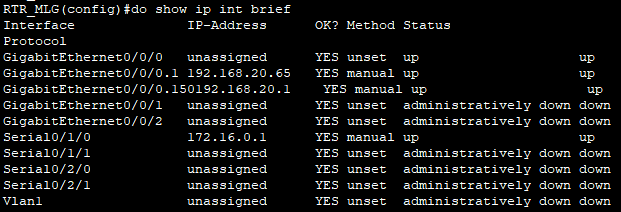 RTR_MLG(config)#do show ip int brief
Interface              IP-Address      OK? Method Status
Protocol
GigabitEthernet0/0/0   unassigned      YES unset  up                    up
GigabitEthernet0/0/0.1 192.168.20.65   YES manual up                    up
GigabitEthernet0/0/0.150192.168.20.1    YES manual up                    up
GigabitEthernet0/0/1   unassigned      YES unset  administratively down down
GigabitEthernet0/0/2   unassigned      YES unset  administratively down down
Serial0/1/0            172.16.0.1      YES manual up                    up
Serial0/1/1            unassigned      YES unset  administratively down down
Serial0/2/0            unassigned      YES unset  administratively down down
Serial0/2/1            unassigned      YES unset  administratively down down
Vlan1                  unassigned      YES unset  administratively down down